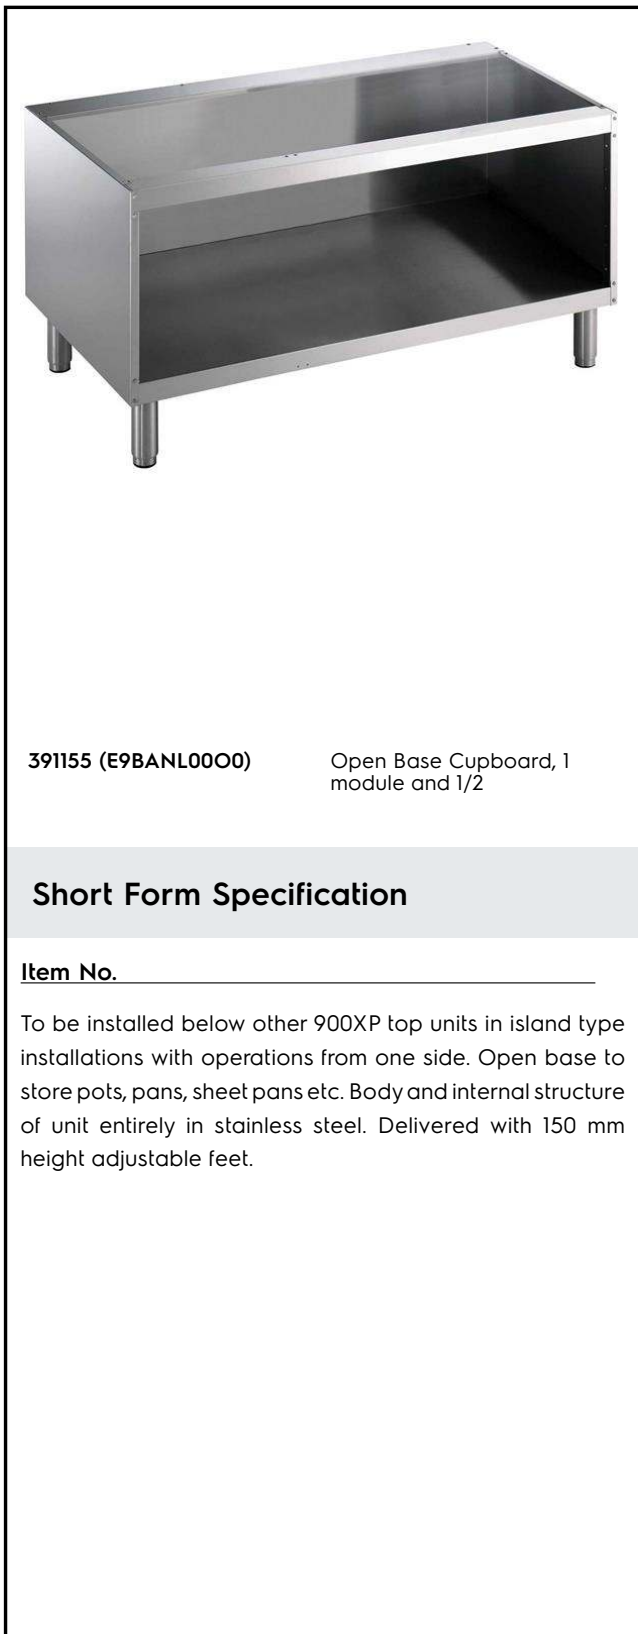 391155 (E9BANL00O0)
Open Base Cupboard, 1
module and 1/2
Short Form Specification
Item No.
To be installed below other 900XP top units in island type
installations with operations from one side. Open base to
store pots, pans, sheet pans etc. Body and internal structure
of unit entirely in stainless steel. Delivered with 150 mm
height adjustable feet.